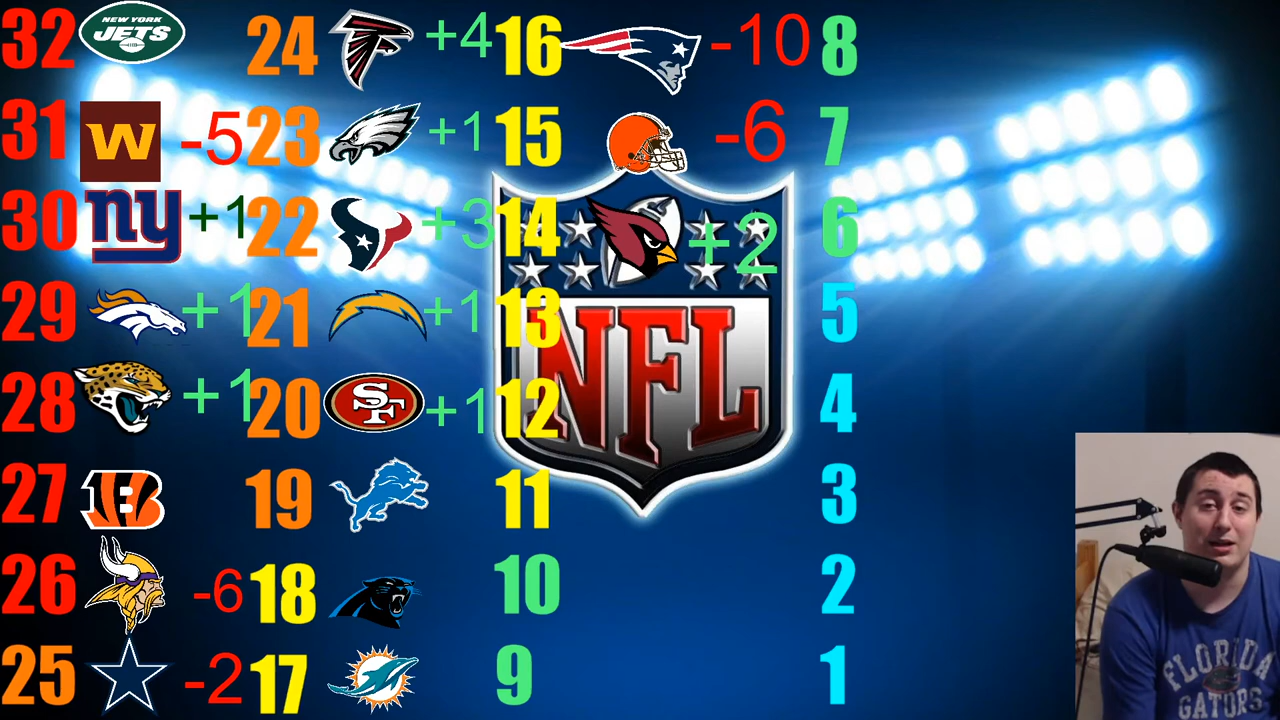 32 NEW YORK JETS 24 +4 16 -10 8
31 W -5 23 +1 15 -6 7
30 ny +1 22 +3 14 +2 6
29 +1 21 +1 13 5
28 +1 20 SF +1 12 4
NFL
27 B 19 11 3
26 -6 18 10 2
25 -2 17 9 1
FLORIDA
GATORS